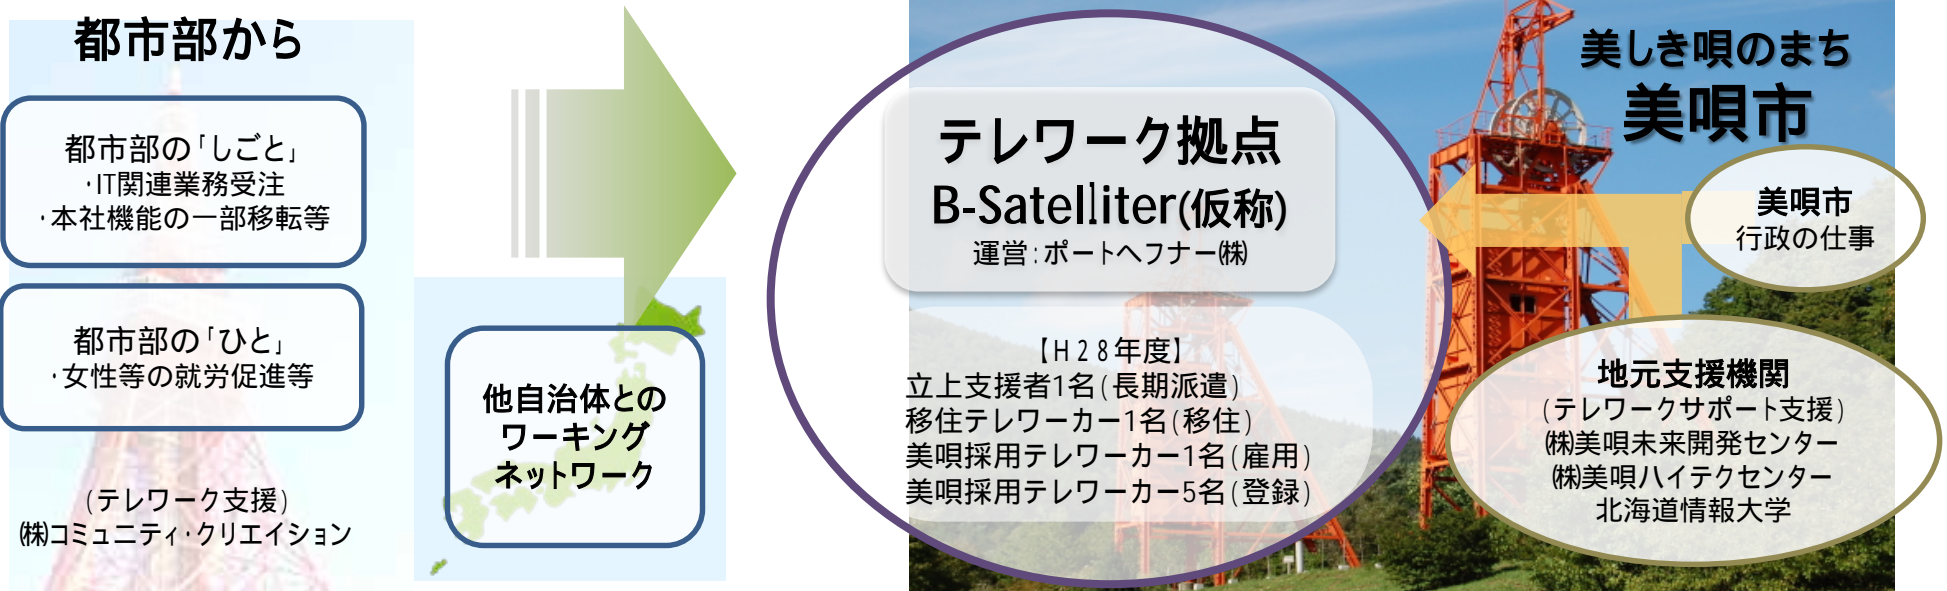 都市部から
都市部の「しごと」
・IT関連業務受注
・本社機能の一部移転等
都市部の「ひと」
・女性等の就労促進等
(テレワーク支援)
㈱コミュニティ・クリエイション
他自治体との
ワーキング
ネットワーク
テレワーク拠点
B-Satelliter(仮称)
運営:ポートヘフナー㈱
【H28年度】
立上支援者1名(長期派遣)
移住テレワーカー1名(移住)
美唄採用テレワーカー1名(雇用)
美唄採用テレワーカー5名(登録)
美しき唄のまち
美唄市
美唄市
行政の仕事
地元支援機関
(テレワークサポート支援)
㈱美唄未来開発センター
㈱美唄ハイテクセンター
北海道情報大学